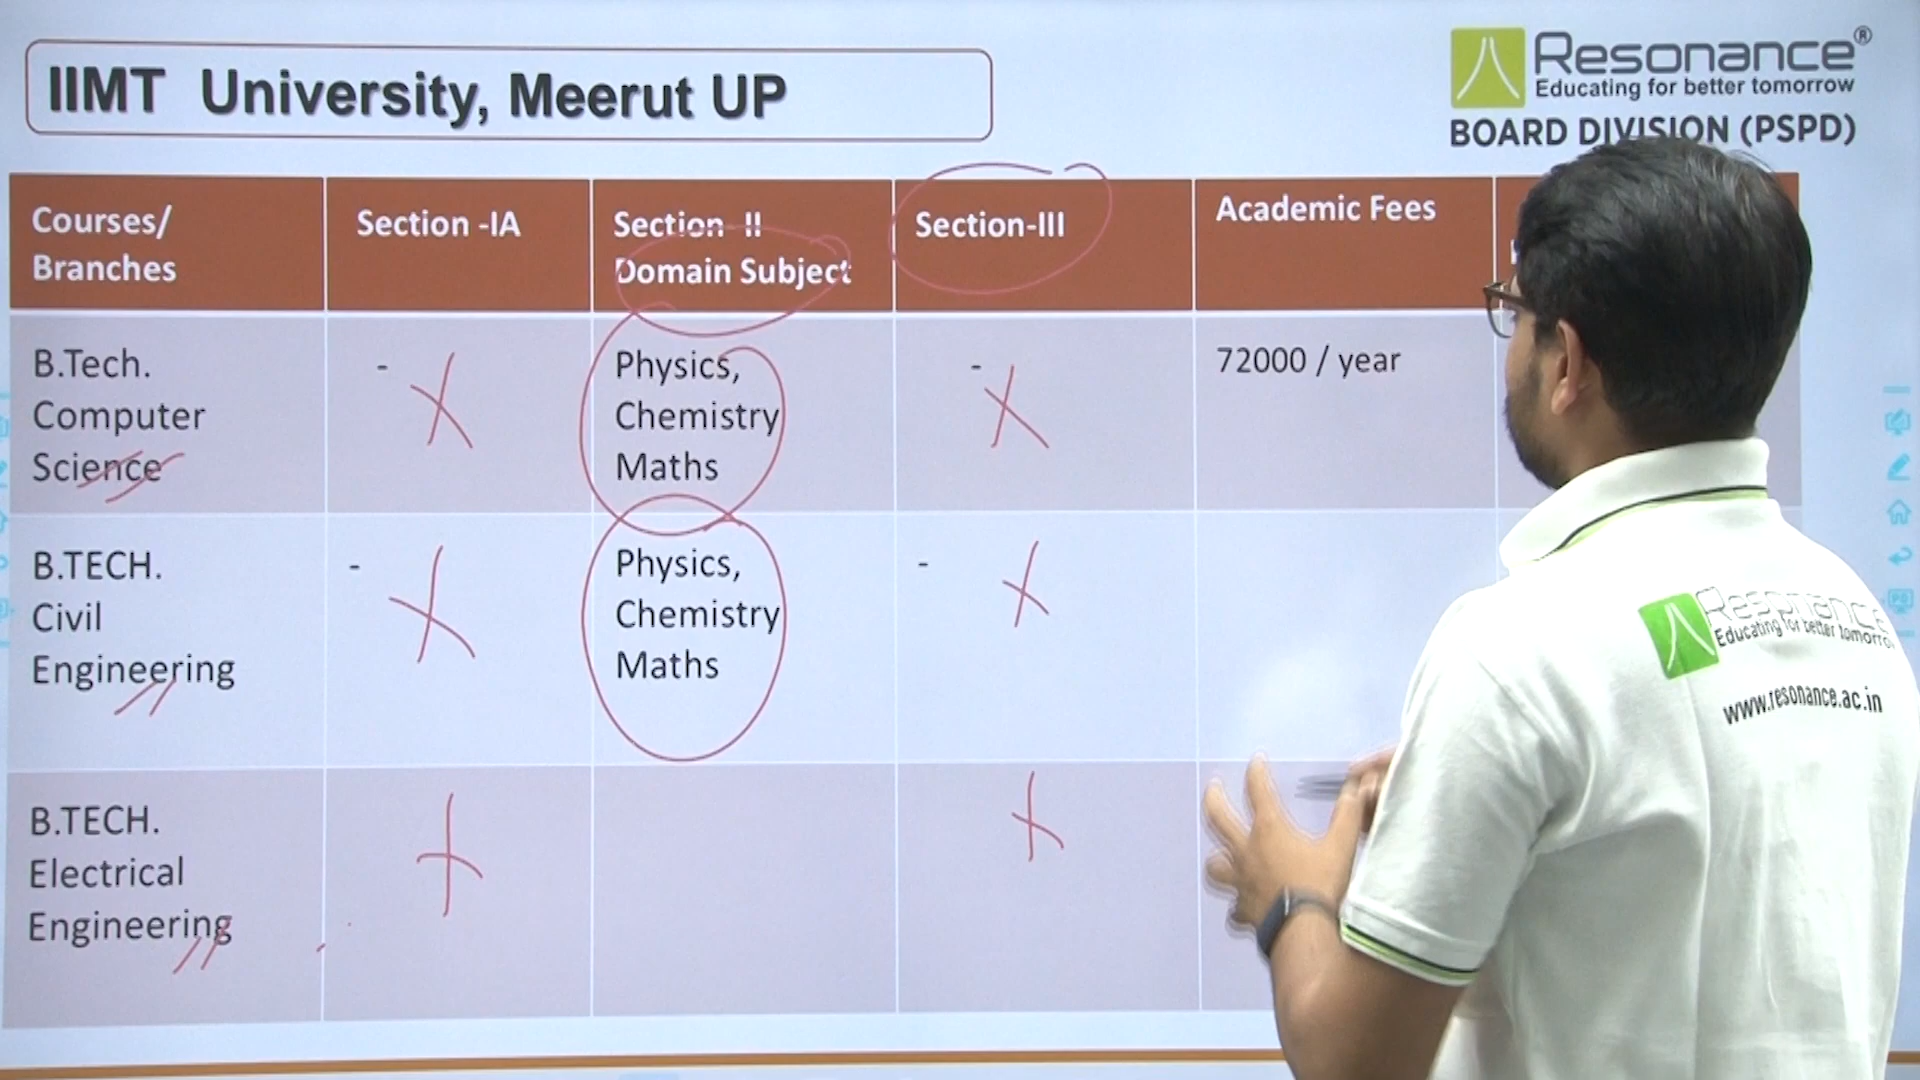 IIMT University, Meerut UP
Resonance®
Educating for better tomorrow
BOARD DIVISION (PSPD)
Courses/
Branches
Section -IA
Section- II
Domain Subject
Section-III
Academic Fees
B.Tech.
Computer
Science
-
Physics,
Chemistry
Maths
-
72000 / year
B.TECH.
Civil
Engineering
-
Physics,
Chemistry
Maths
-
B.TECH.
Electrical
Engineering
Resonance
Educating for better tomorro
www.resonance.ac.in